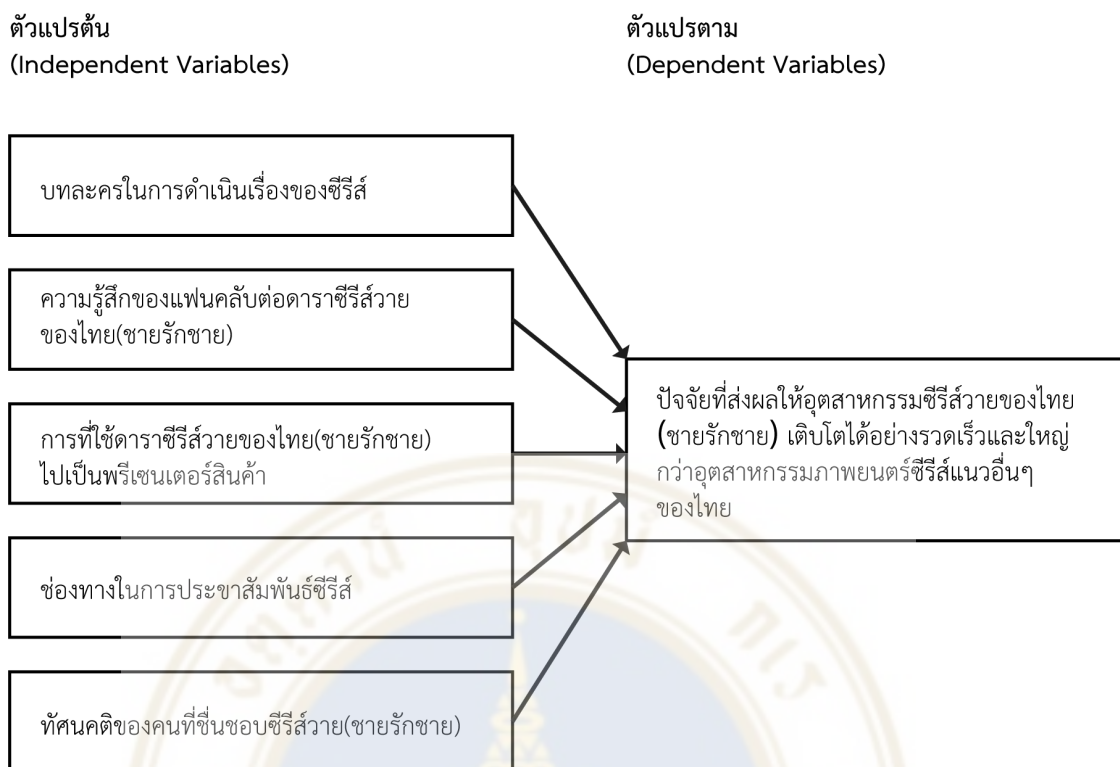 ตัวแปรต้น
(Independent Variables)
ตัวแปรตาม
(Dependent Variables)
บทละครในการดำเนินเรื่องของซีรีส์
ความรู้สึกของแฟนคลับต่อดาราซีรีส์วาย
ของไทย(ชายรักชาย)
การที่ใช้ดาราซีรีส์วายของไทย(ชายรักชาย)
ไปเป็นพรีเซนเตอร์สินค้า
ช่องทางในการประขาสัมพันธ์ซีรีส์
ทัศนคติของคนที่ชื่นชอบซีรีส์วาย(ชายรักชาย)
ปัจจัยที่ส่งผลให้อุตสาหกรรมซีรีส์วายของไทย
(ชายรักชาย) เติบโตได้อย่างรวดเร็วและใหญ่
กว่าอุตสาหกรรมภาพยนตร์ซีรีส์แนวอื่นๆ
ของไทย